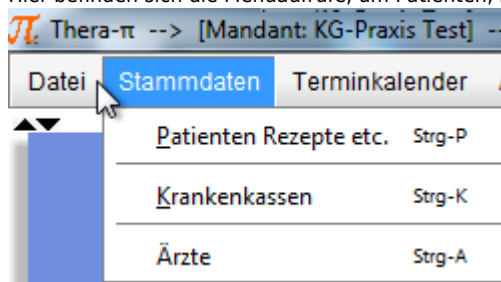 Hier befinden sich die Menüaufrufe, um Patienten,
Thera-π --> [Mandant: KG-Praxis Test] --
Datei Stammdaten Terminkalender
Patienten Rezepte etc. Strg-P
Krankenkassen Strg-K
Ärzte Strg-A